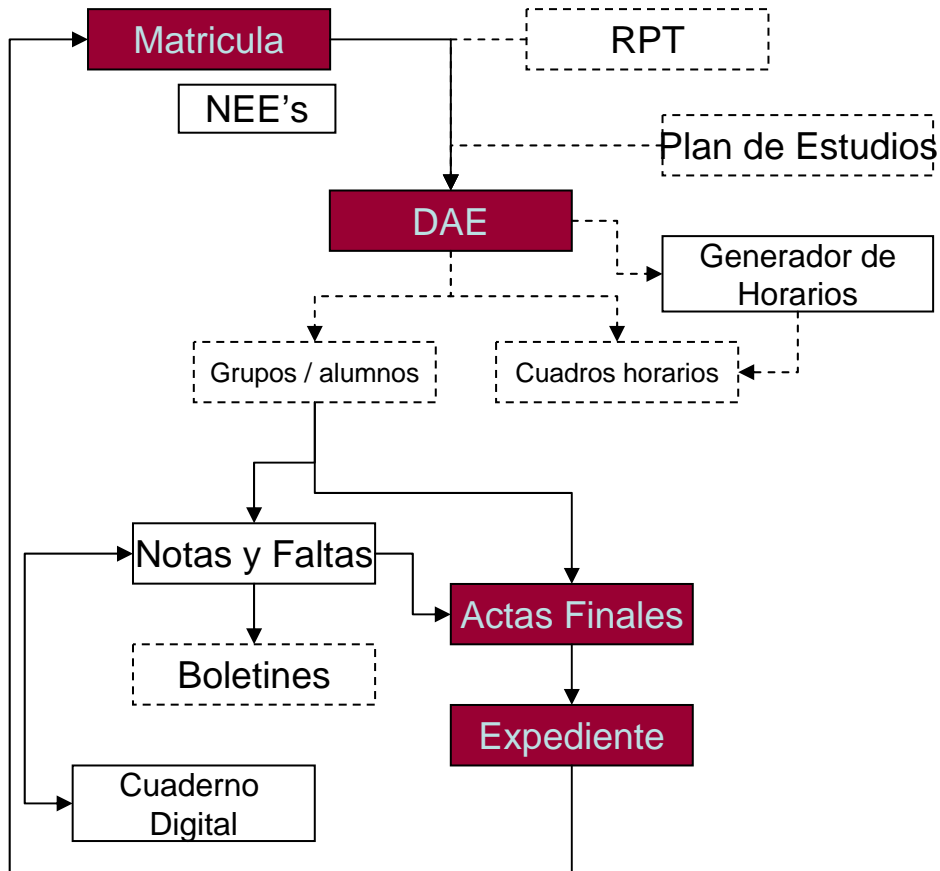 Matricula
RPT
NEE's
Plan de Estudios
DAE
Generador de
Horarios
Grupos / alumnos
Cuadros horarios
Notas y Faltas
Actas Finales
Boletines
Expediente
Cuaderno
Digital